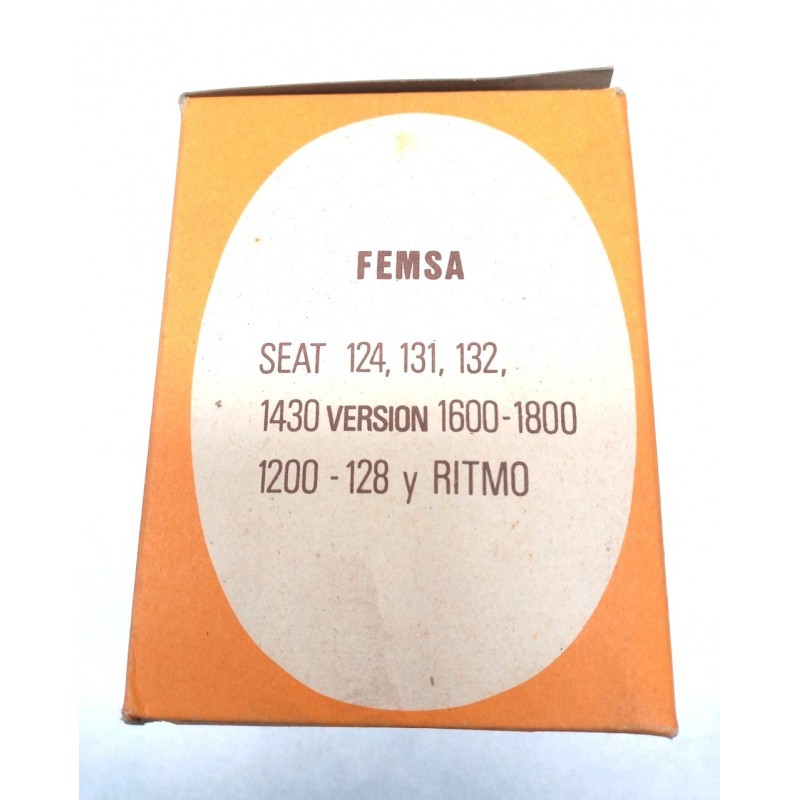 FEMSA
SEAT 124, 131, 132,
1430 VERSION 1600-1800
1200 - 128 y RITMO